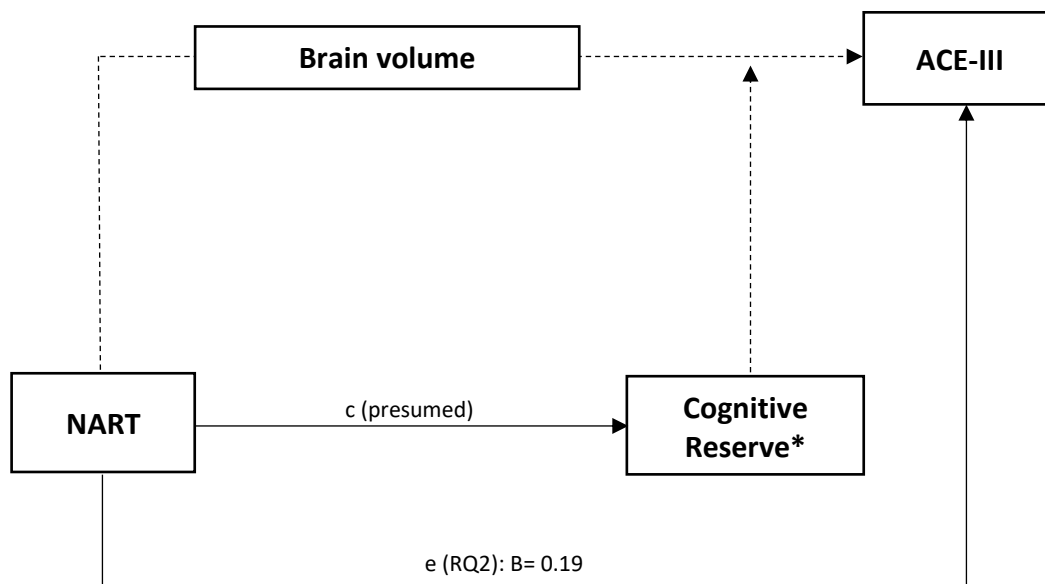 Brain volume
ACE-III
NART
c (presumed)
Cognitive
Reserve*
e (RQ2): B= 0.19